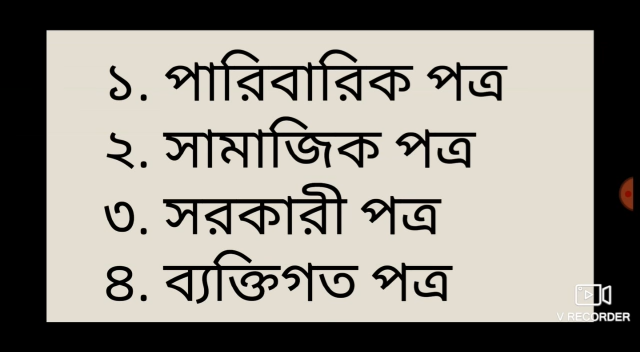 ১. পারিবারিক পত্র
২. সামাজিক পত্র
৩. সরকারী পত্র
৪. ব্যক্তিগত পত্র
V RECORDER